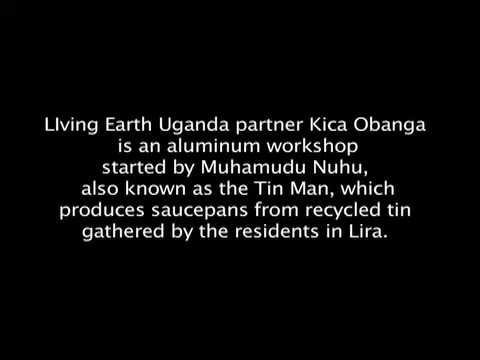 LIving Earth Uganda partner Kica Obanga
is an aluminum workshop
started by Muhamudu Nuhu,
also known as the Tin Man, which
produces saucepans from recycled tin
gathered by the residents in Lira.